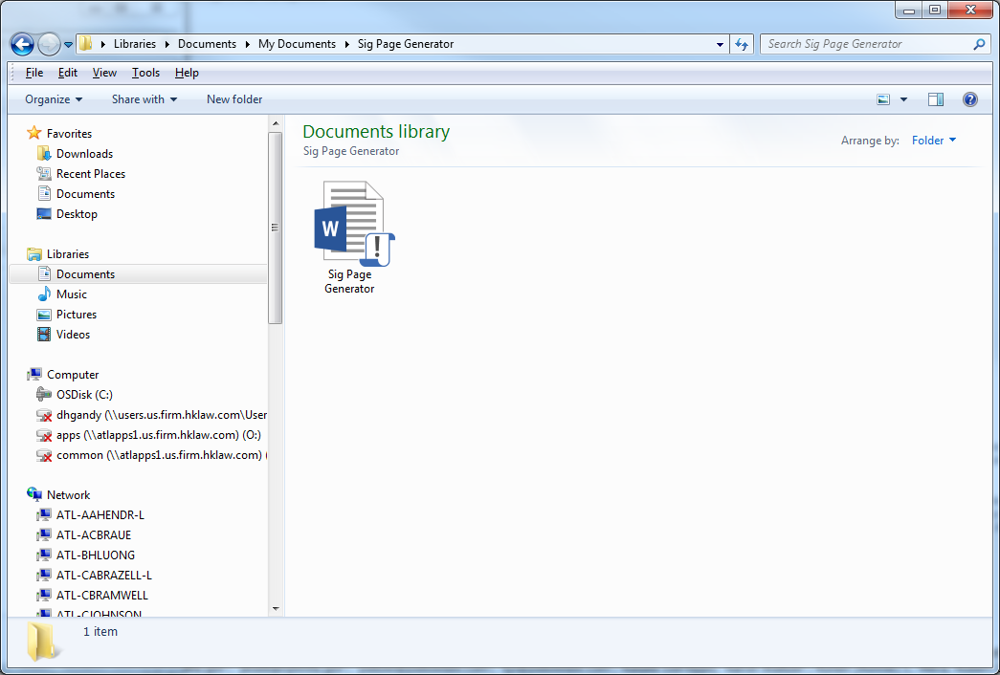 Libraries ▸ Documents ▸ My Documents ▸ Sig Page Generator
Search Sig Page Generator
File Edit View Tools Help
Organize Share with New folder
Favorites
Downloads
Recent Places
Documents
Desktop
Libraries
Documents
Music
Pictures
Videos
Computer
OSDisk (C:)
dhgandy (\\users.us.firm.hklaw.com\User
apps (\\atlapps1.us.firm.hklaw.com) (O:)
common (\\atlapps1.us.firm.hklaw.com) (
Network
ATL-AAHENDR-L
ATL-ACBRAUE
ATL-BHLUONG
ATL-CABRAZELL-L
ATL-CBRAMWELL
ATL-CJOHNSON
Documents library
Sig Page Generator
Arrange by: Folder
W
Sig Page
Generator
1 item